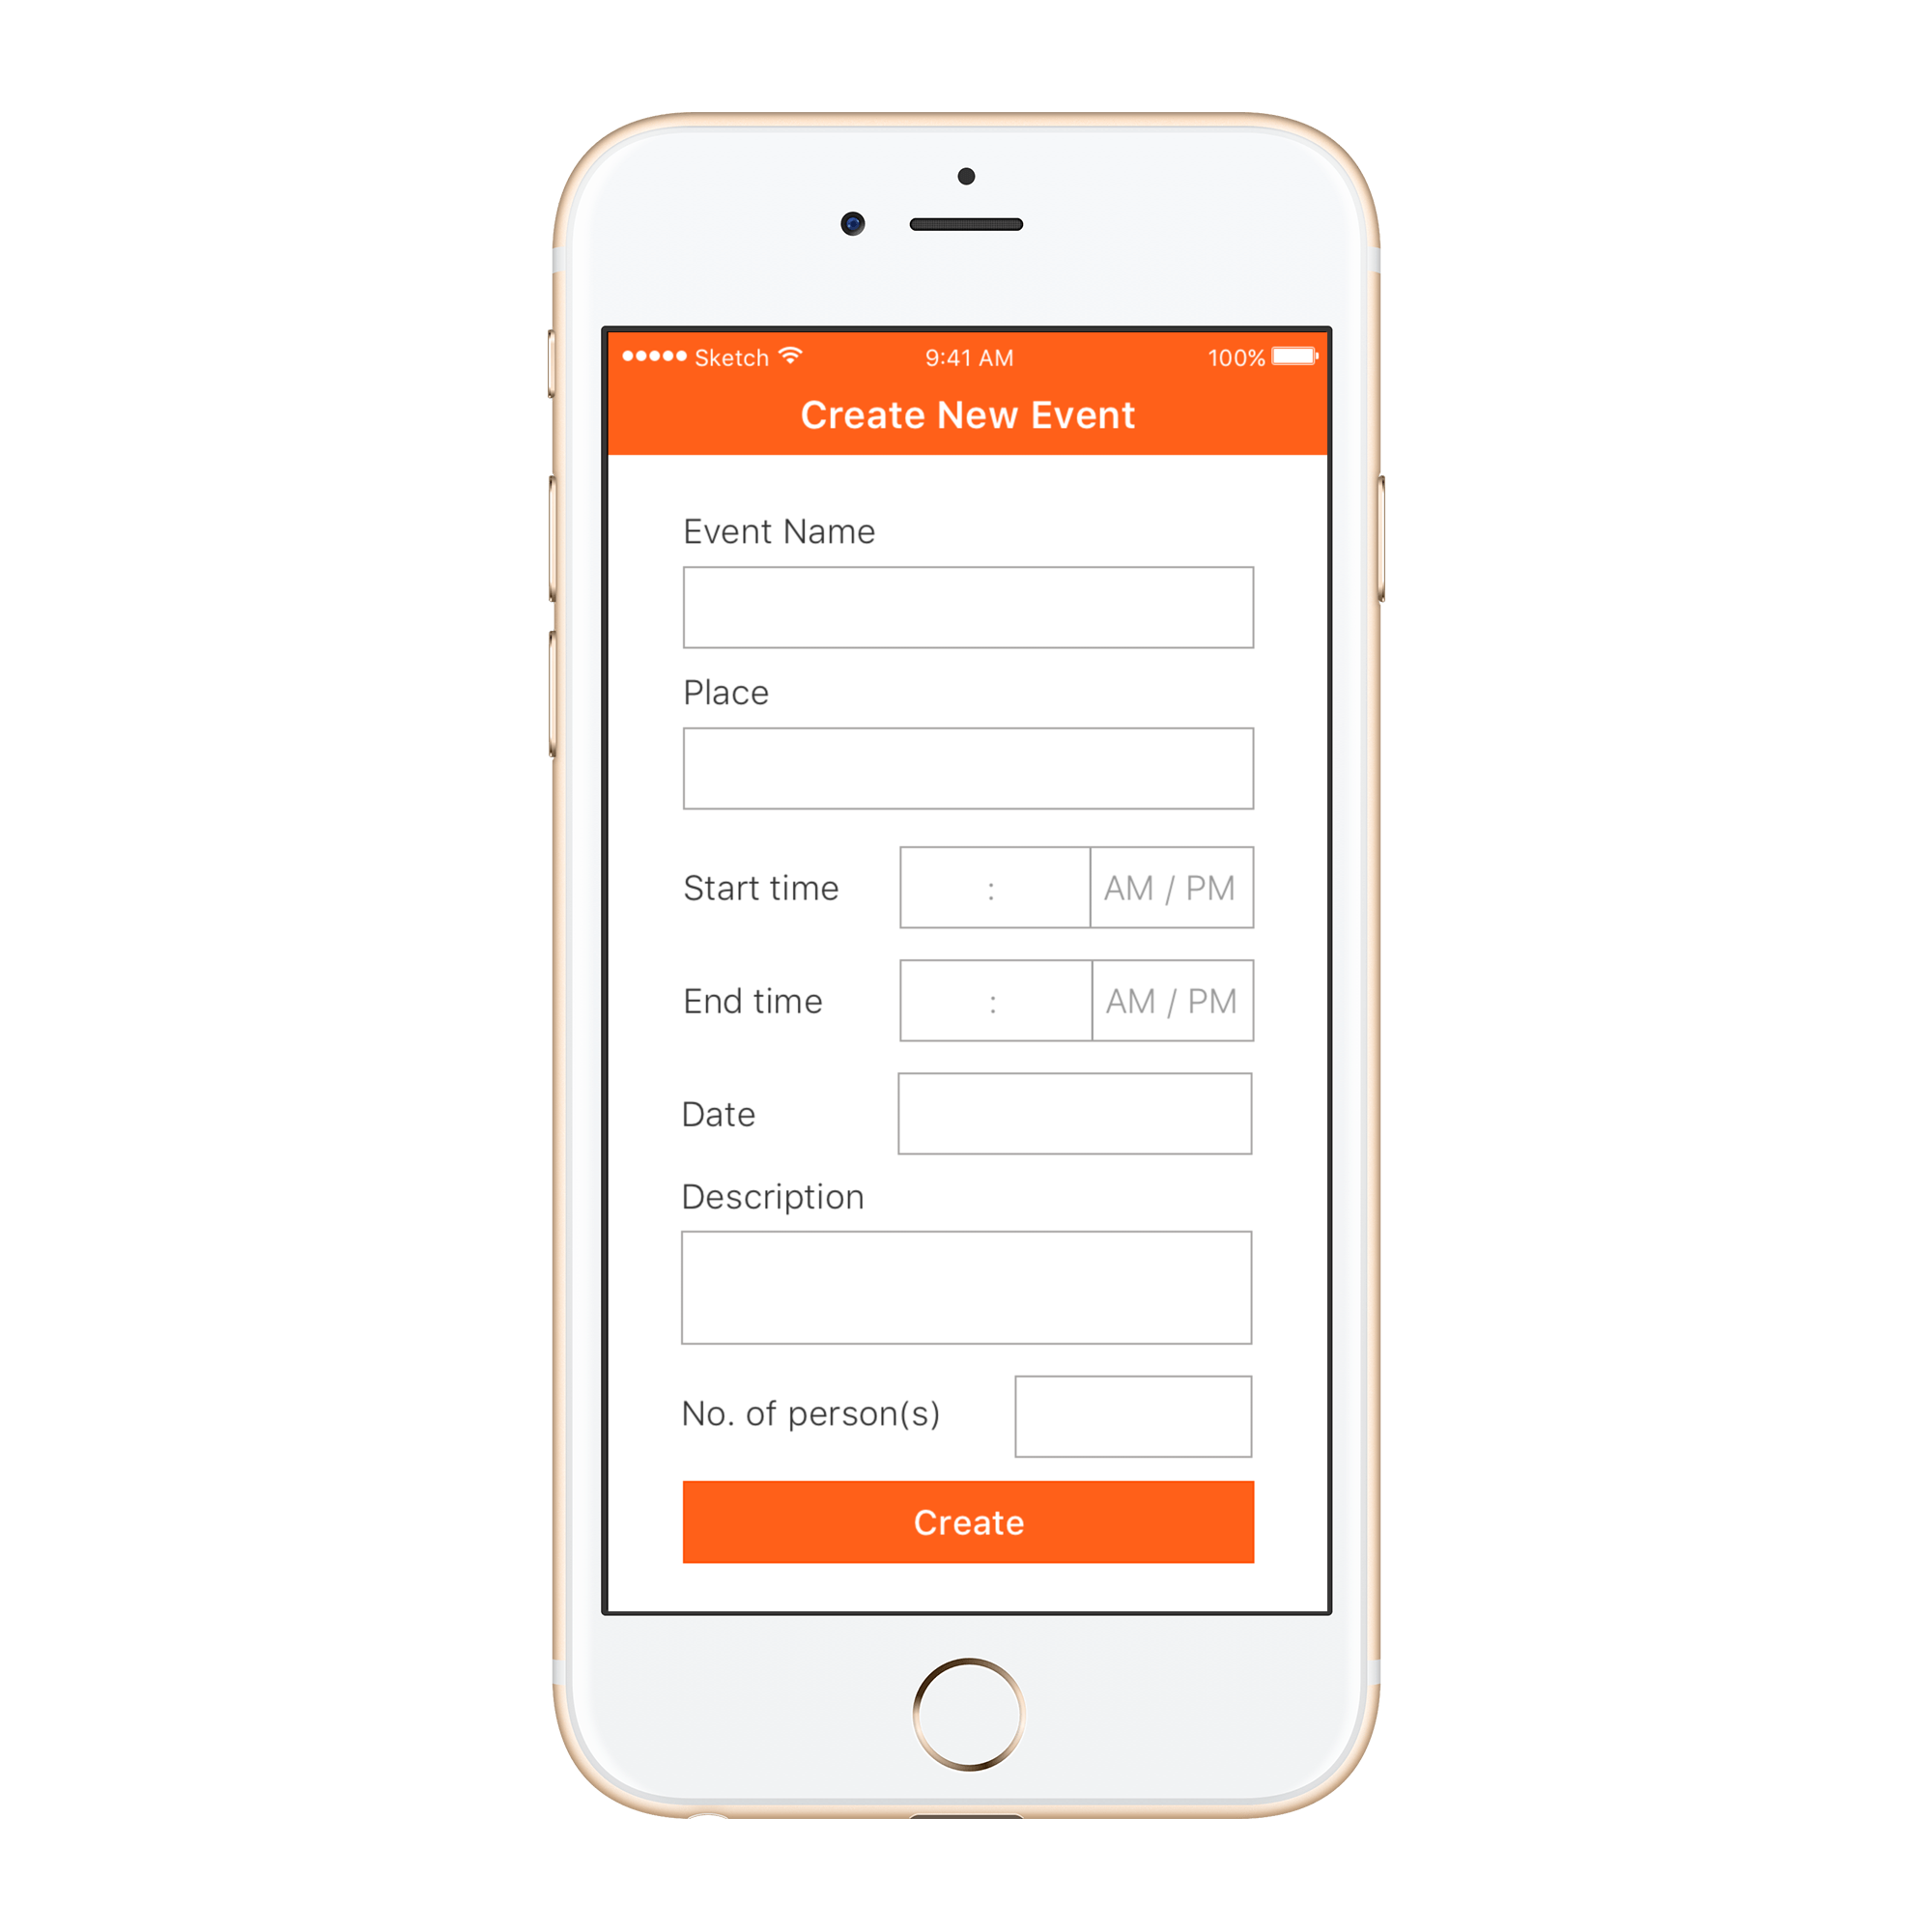 Sketch 9:41 AM 100%
Create New Event
Event Name
Place
Start time : AM / PM
End time : AM / PM
Date
Description
No. of person(s)
Create